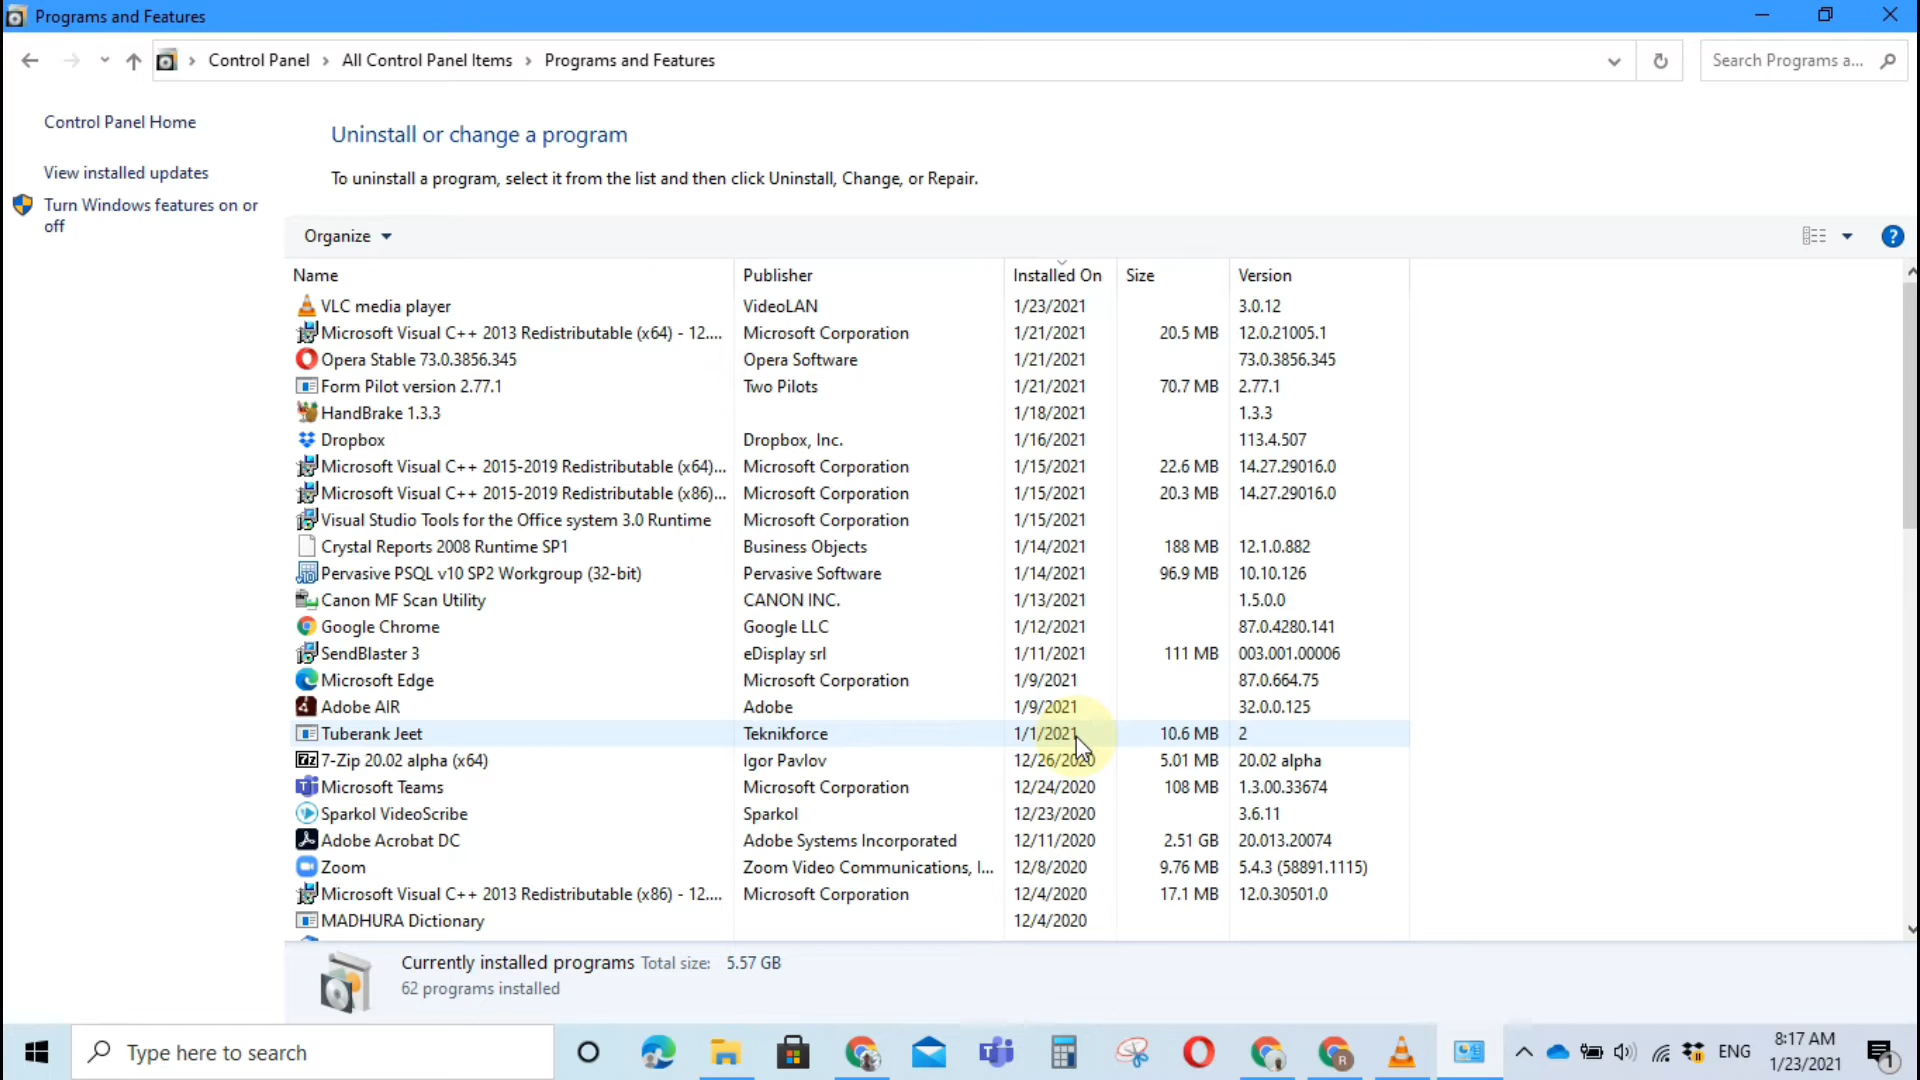 Programs and Features
Control Panel > All Control Panel Items > Programs and Features
Search Programs a...
Control Panel Home
View installed updates
Turn Windows features on or
off
Uninstall or change a program
To uninstall a program, select it from the list and then click Uninstall, Change, or Repair.
Organize
Name Publisher Installed On Size Version
VLC media player VideoLAN 1/23/2021 3.0.12
Microsoft Visual C++ 2013 Redistributable (x64) - 12.... Microsoft Corporation 1/21/2021 20.5 MB 12.0.21005.1
Opera Stable 73.0.3856.345 Opera Software 1/21/2021 73.0.3856.345
Form Pilot version 2.77.1 Two Pilots 1/21/2021 70.7 MB 2.77.1
HandBrake 1.3.3 1/18/2021 1.3.3
Dropbox Dropbox, Inc. 1/16/2021 113.4.507
Microsoft Visual C++ 2015-2019 Redistributable (x64)... Microsoft Corporation 1/15/2021 22.6 MB 14.27.29016.0
Microsoft Visual C++ 2015-2019 Redistributable (x86)... Microsoft Corporation 1/15/2021 20.3 MB 14.27.29016.0
Visual Studio Tools for the Office system 3.0 Runtime Microsoft Corporation 1/15/2021
Crystal Reports 2008 Runtime SP1 Business Objects 1/14/2021 188 MB 12.1.0.882
Pervasive PSQL v10 SP2 Workgroup (32-bit) Pervasive Software 1/14/2021 96.9 MB 10.10.126
Canon MF Scan Utility CANON INC. 1/13/2021 1.5.0.0
Google Chrome Google LLC 1/12/2021 87.0.4280.141
SendBlaster 3 eDisplay srl 1/11/2021 111 MB 003.001.00006
Microsoft Edge Microsoft Corporation 1/9/2021 87.0.664.75
Adobe AIR Adobe 1/9/2021 32.0.0.125
Tuberank Jeet Teknikforce 1/1/2021 10.6 MB 2
7-Zip 20.02 alpha (x64) Igor Pavlov 12/26/2020 5.01 MB 20.02 alpha
Microsoft Teams Microsoft Corporation 12/24/2020 108 MB 1.3.00.33674
Sparkol VideoScribe Sparkol 12/23/2020 3.6.11
Adobe Acrobat DC Adobe Systems Incorporated 12/11/2020 2.51 GB 20.013.20074
Zoom Zoom Video Communications, I... 12/8/2020 9.76 MB 5.4.3 (58891.1115)
Microsoft Visual C++ 2013 Redistributable (x86) - 12.... Microsoft Corporation 12/4/2020 17.1 MB 12.0.30501.0
MADHURA Dictionary 12/4/2020
Currently installed programs Total size: 5.57 GB
62 programs installed
Type here to search
ENG
8:17 AM
1/23/2021
1